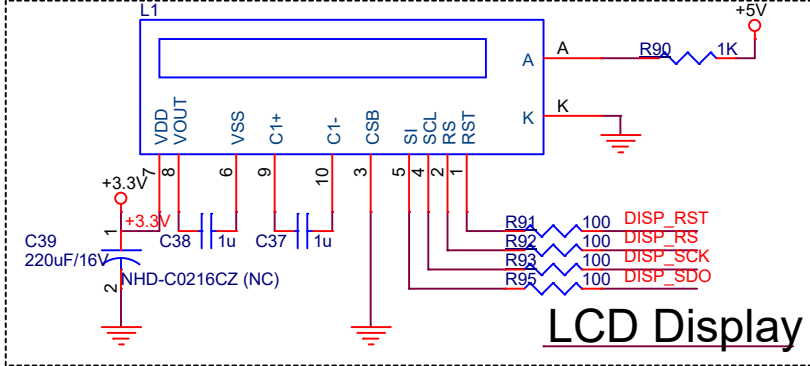 L1
+5V
A
A
R90
1K
K
K
VDD
VOUT
VSS
C1+
C1-
CSB
SI
SCL
RS
RST
7
8
6
9
10
3
5
4
2
1
+3.3V
+3.3V
1
C39
220uF/16V
2
C38
1u
C37
1u
NHD-C0216CZ (NC)
R91
100
DISP_RST
R92
100
DISP_RS
R93
100
DISP_SCK
R95
100
DISP_SDO
LCD Display